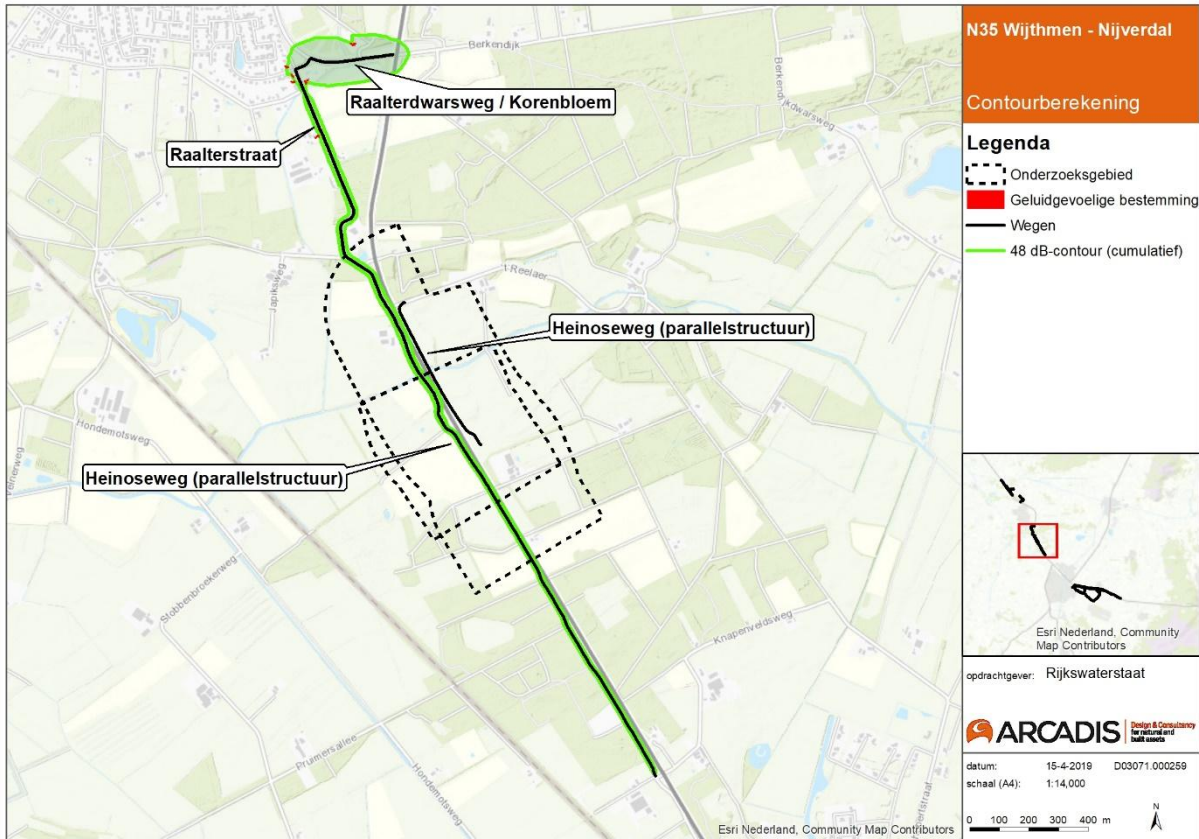 N35 Wijthmen - Nijverdal
Contourberekening
Legenda
Onderzoeksgebied
Geluidgevoelige bestemming
Wegen
48 dB-contour (cumulatief)
Berkendijk
Berkendijkdwarsweg
Raalterdwarsweg / Korenbloem
Raalterstraat
Japiksweg
't Reelaer
Heinoseweg (parallelstructuur)
Hondemotsweg
Heinoseweg (parallelstructuur)
Stobbenbroekerweg
Knapenveldsweg
Pruimersallee
Hondemotsweg
Esri Nederland, Community Map Contributors
Esri Nederland, Community
Map Contributors
opdrachtgever: Rijkswaterstaat
ARCADIS
Design & Consultancy
for natural and
built assets
datum: 15-4-2019 D03071.000259
schaal (A4): 1:14,000
0 100 200 300 400 m
N